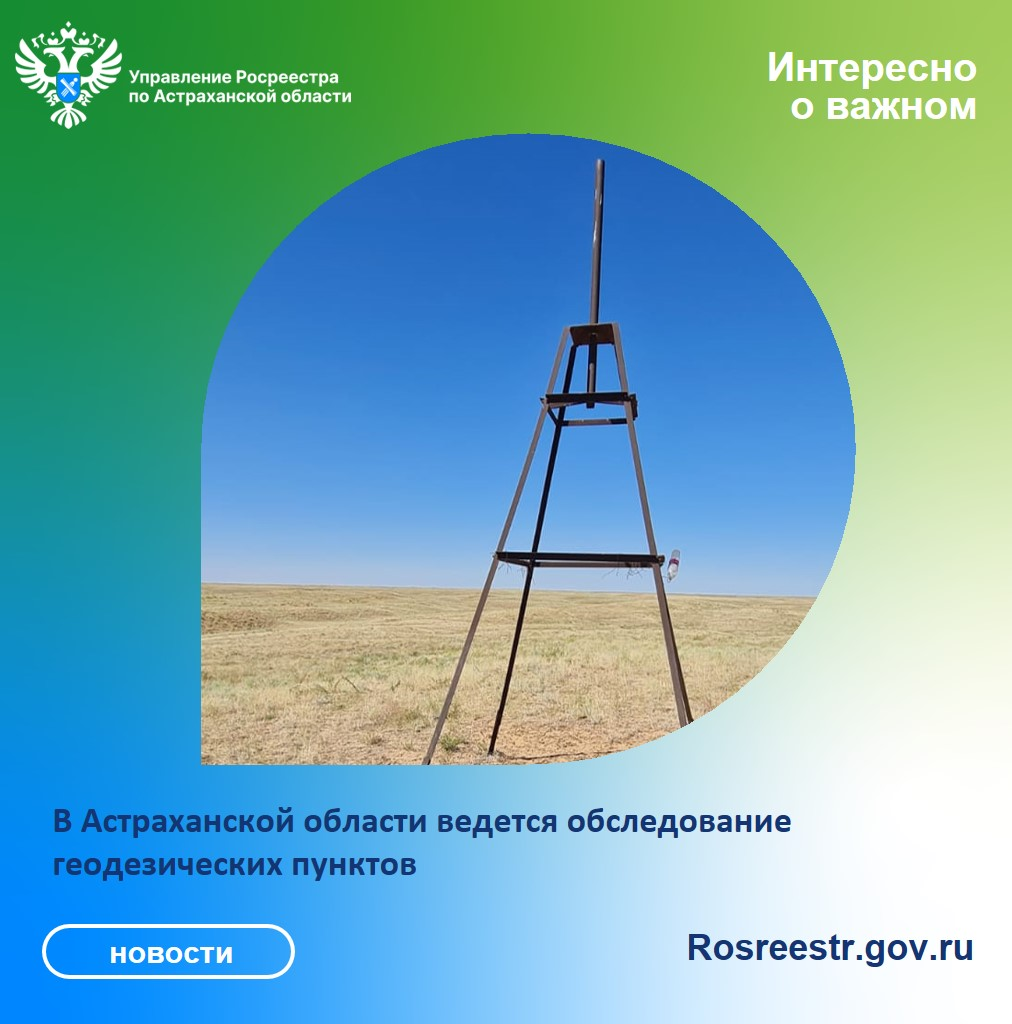 Управление Росреестра
по Астраханской области
Интересно
о важном
В Астраханской области ведется обследование
геодезических пунктов
новости
Rosreestr.gov.ru